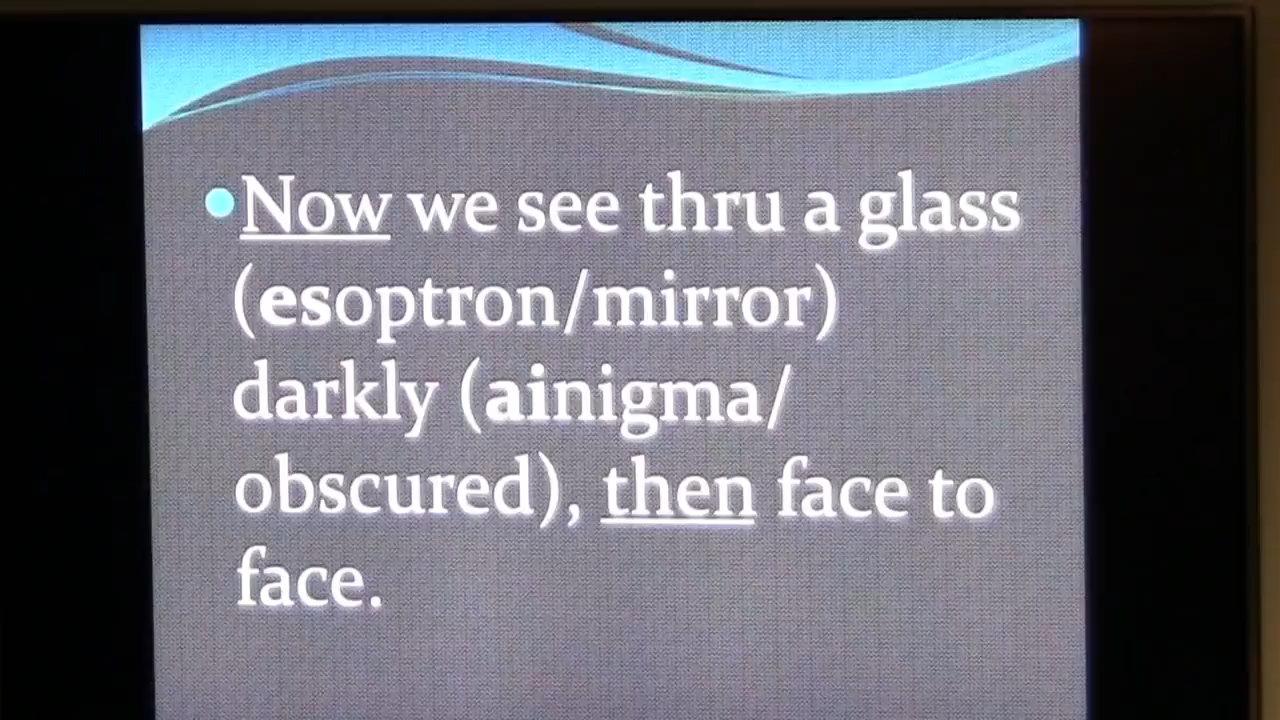 •Now we see thru a glass
(esoptron/mirror)
darkly (ainigma/
obscured), then face to
face.